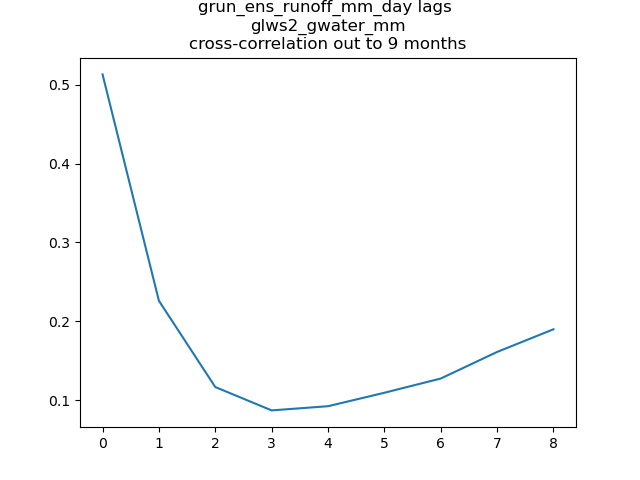 grun_ens_runoff_mm_day lags
glws2_gwater_mm
cross-correlation out to 9 months
0.5
0.4
0.3
0.2
0.1
0 1 2 3 4 5 6 7 8